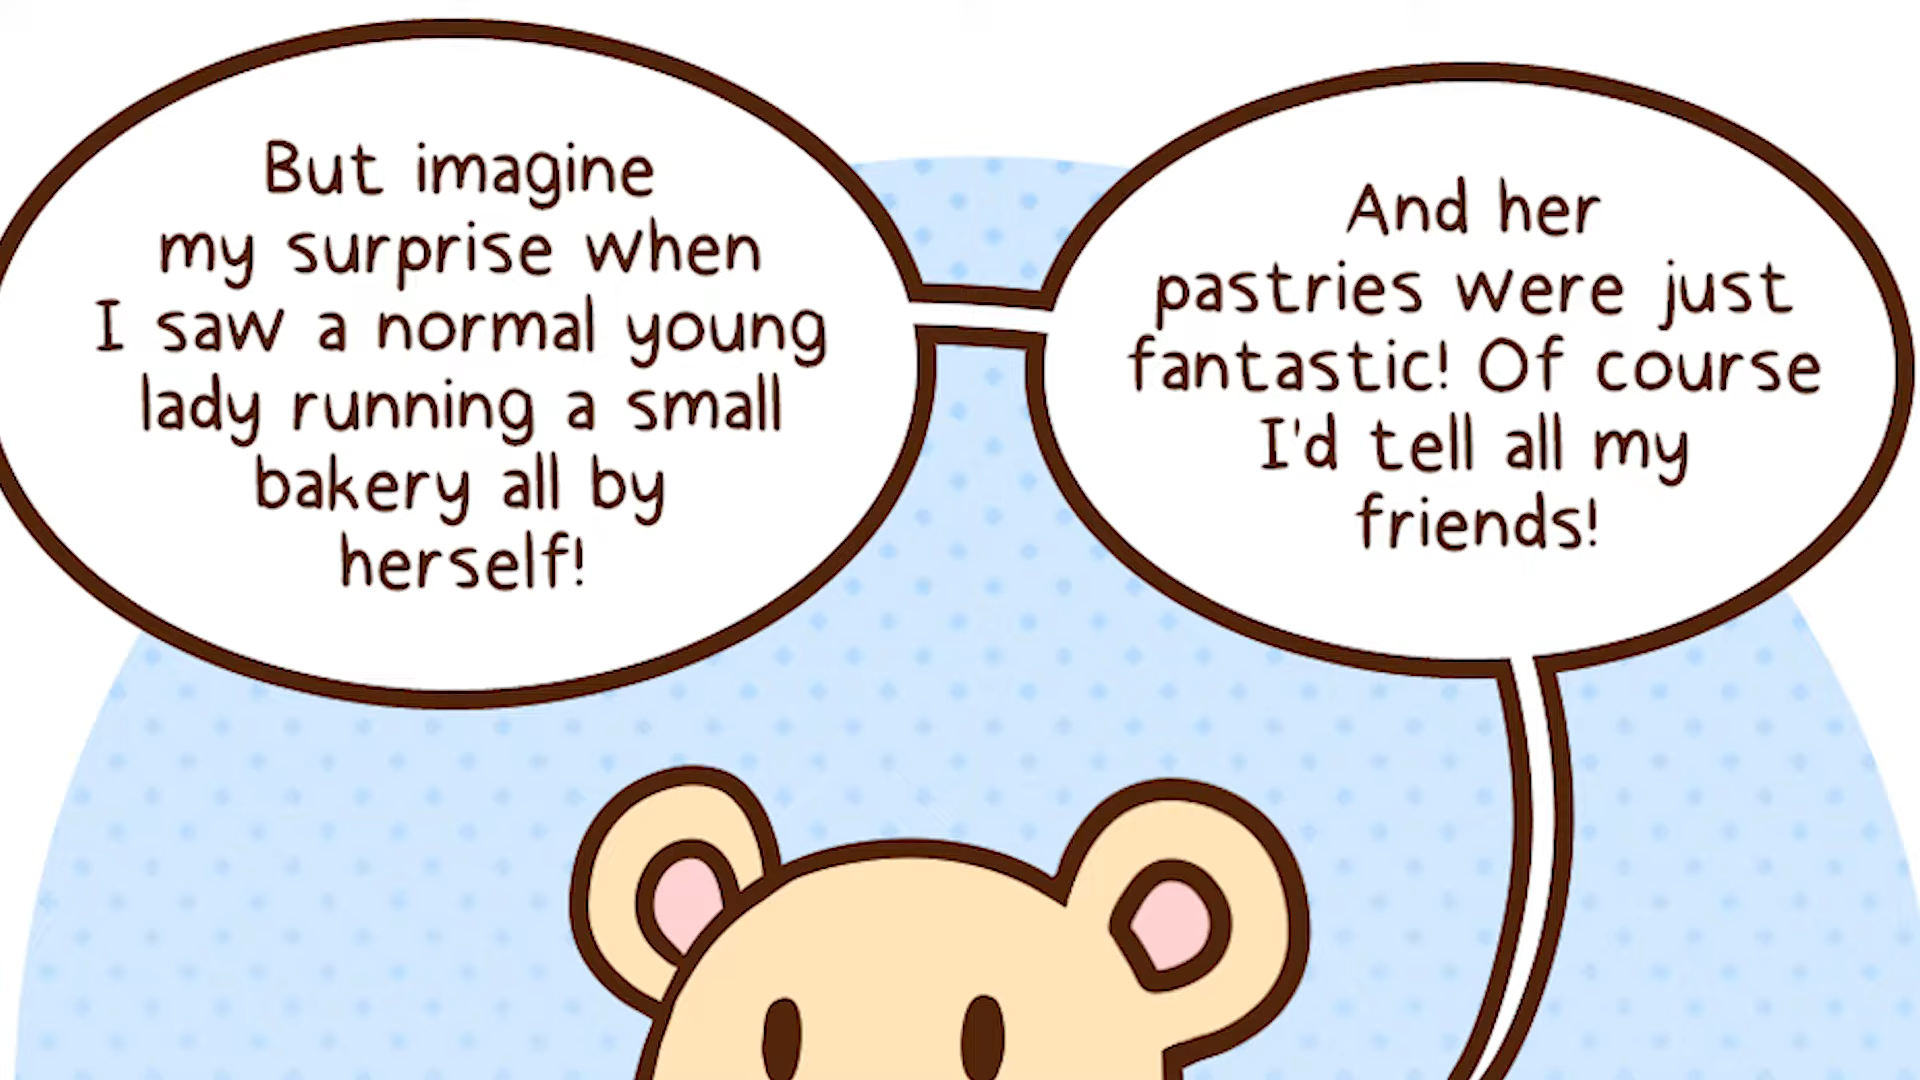 But imagine
my surprise when
I saw a normal young
lady running a small
bakery all by
herself!
And her
pastries were just
fantastic! Of course
I'd tell all my
friends!